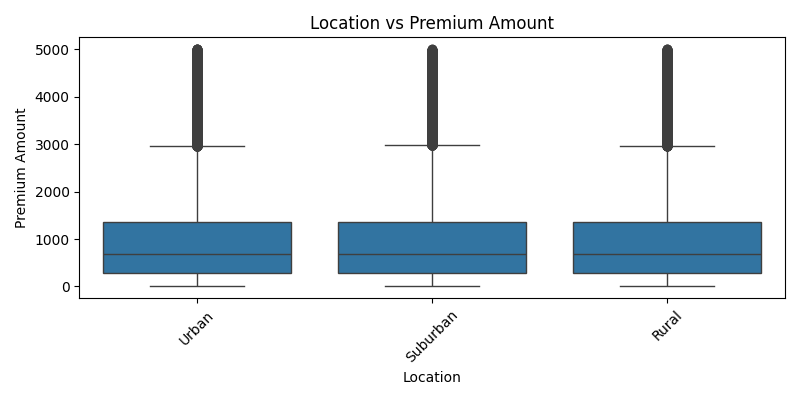 Location vs Premium Amount
Premium Amount
5000
4000
3000
2000
1000
0
Urban
Suburban
Rural
Location